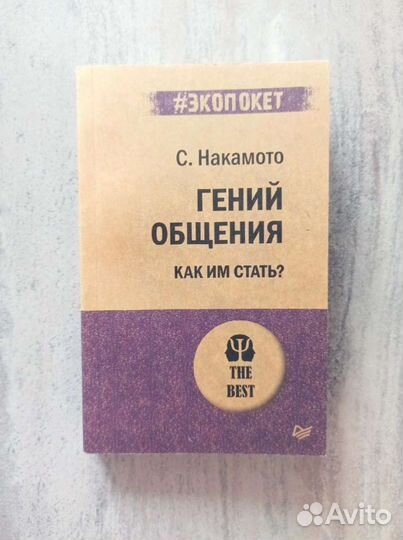 #экопокет
С. Накамото
ГЕНИЙ
ОБЩЕНИЯ
КАК ИМ СТАТЬ?
Ψ
THE
BEST
Avito